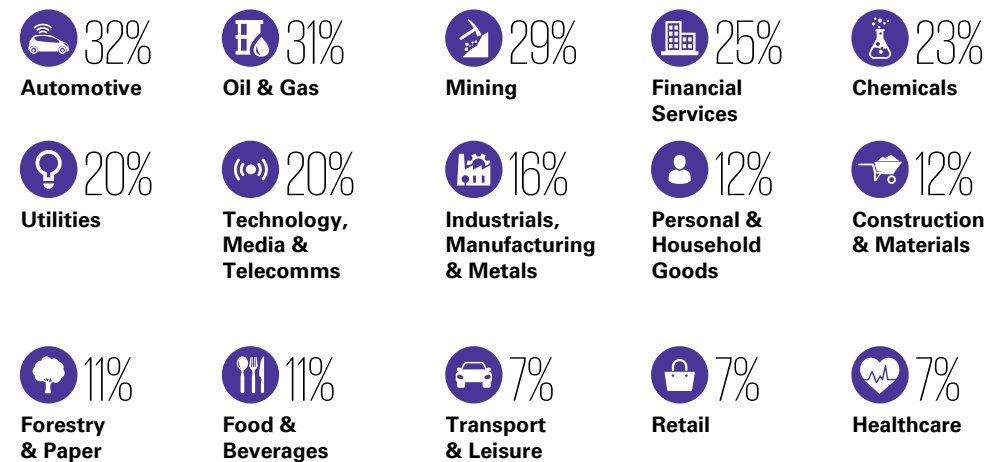 32%
Automotive
31%
Oil & Gas
29%
Mining
25%
Financial
Services
23%
Chemicals
20%
Utilities
20%
Technology,
Media &
Telecomms
16%
Industrials,
Manufacturing
& Metals
12%
Personal &
Household
Goods
12%
Construction
& Materials
11%
Forestry
& Paper
11%
Food &
Beverages
7%
Transport
& Leisure
7%
Retail
7%
Healthcare